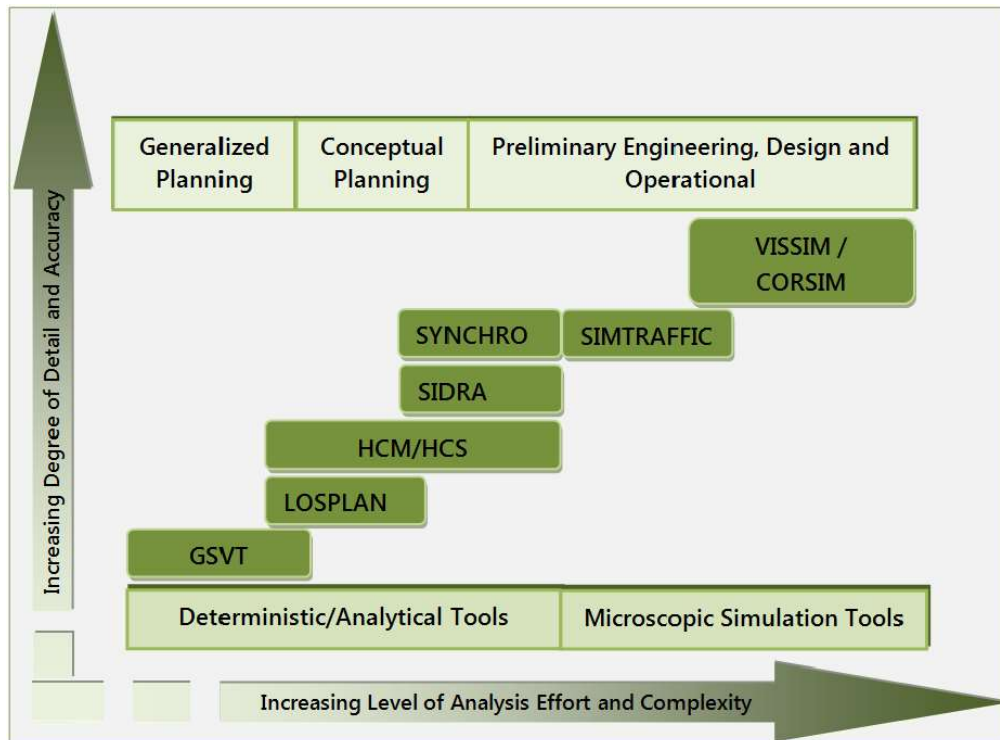 Increasing Degree of Detail and Accuracy
Generalized
Planning
Conceptual
Planning
Preliminary Engineering, Design and
Operational
VISSIM /
CORSIM
SYNCHRO
SIMTRAFFIC
SIDRA
HCM/HCS
LOSPLAN
GSVT
Deterministic/Analytical Tools
Microscopic Simulation Tools
Increasing Level of Analysis Effort and Complexity